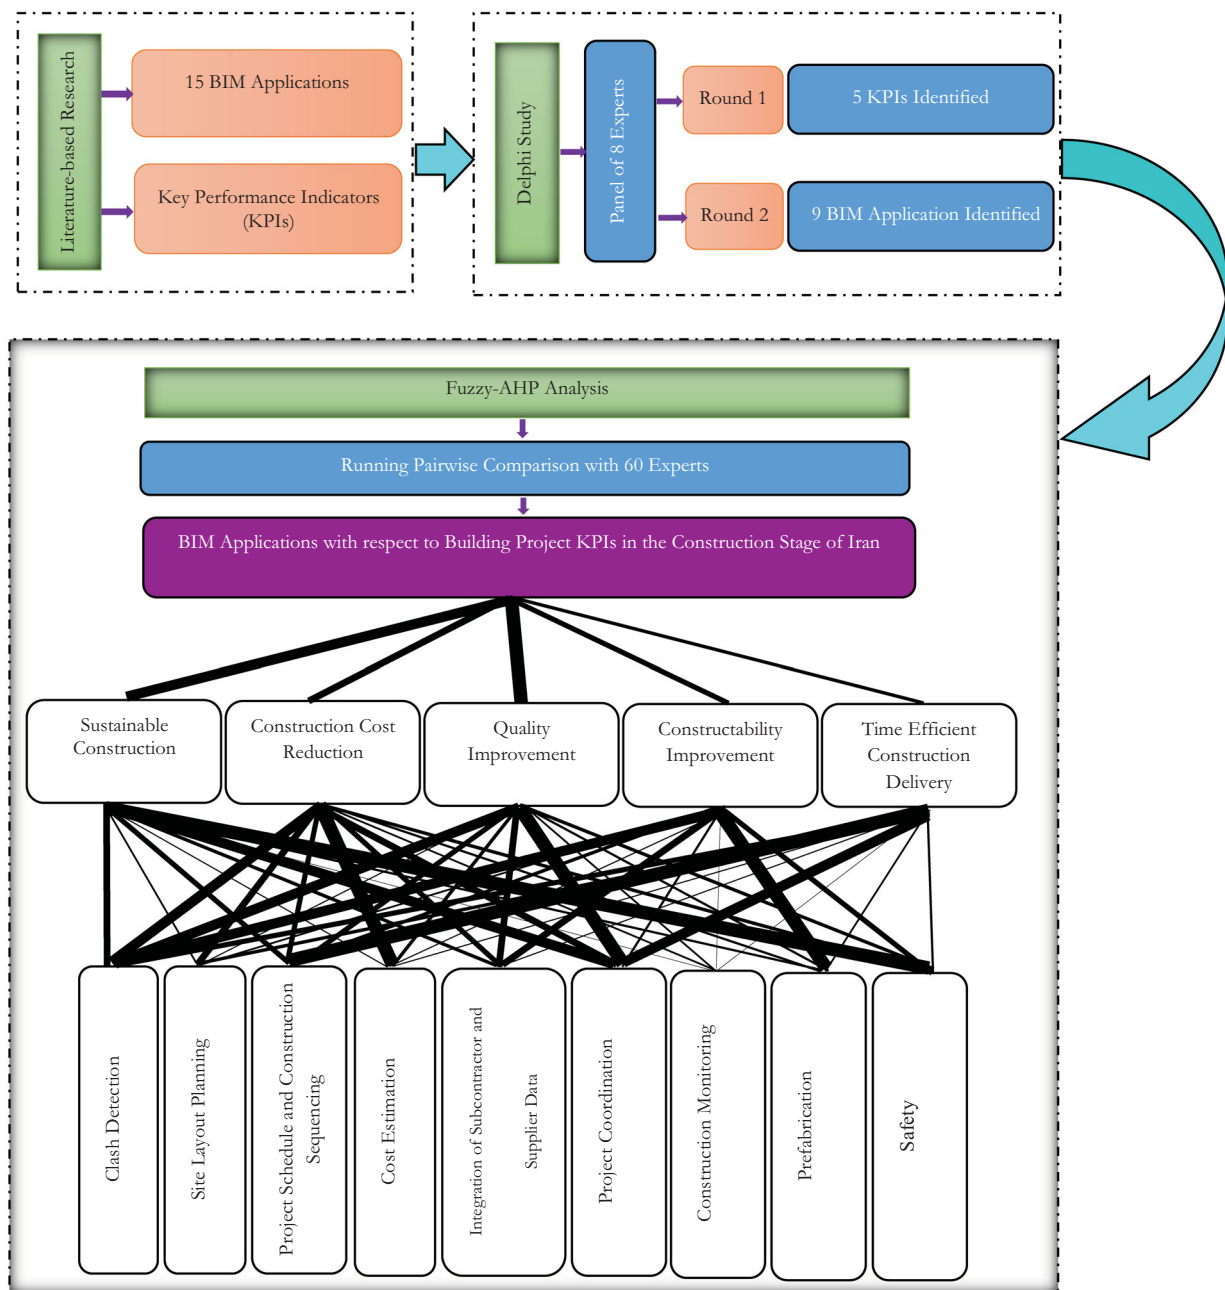 Literature-based Research
15 BIM Applications
Key Performance Indicators
(KPIs)
Delphi Study
Panel of 8 Experts
Round 1
5 KPIs Identified
Round 2
9 BIM Application Identified
Fuzzy-AHP Analysis
Running Pairwise Comparison with 60 Experts
BIM Applications with respect to Building Project KPIs in the Construction Stage of Iran
Sustainable
Construction
Construction Cost
Reduction
Quality
Improvement
Constructability
Improvement
Time Efficient
Construction
Delivery
Clash Detection
Site Layout Planning
Project Schedule and Construction
Sequencing
Cost Estimation
Integration of Subcontractor and
Supplier Data
Project Coordination
Construction Monitoring
Prefabrication
Safety